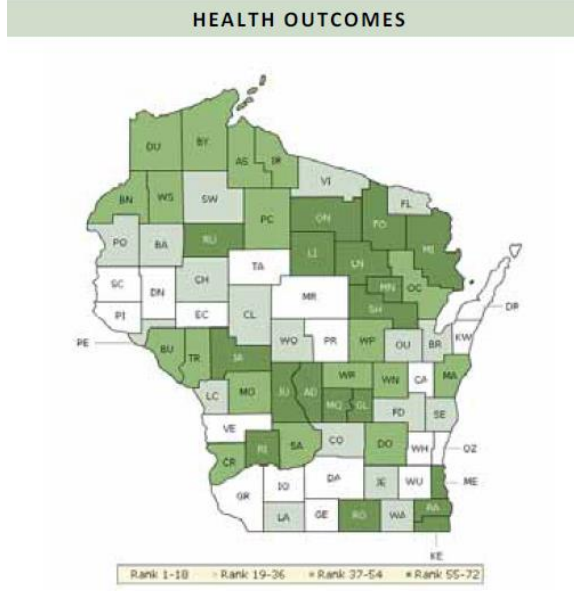 HEALTH OUTCOMES
DU
BY
AS
IR
VI
FL
BN
WS
SW
PC
ON
FO
MI
PO
BA
RU
LI
LN
SC
DN
CH
TA
MN
OC
PI
EC
CL
MR
SH
DR
PE
BU
TR
JA
WO
PR
WP
OU
BR
KW
LC
MO
JU
AD
WR
WN
CA
MA
MQ
GL
FD
SE
VE
RI
SA
CO
DO
WH
OZ
CR
GR
IO
DA
JE
WU
ME
LA
GE
RO
WA
RA
KE
Rank 1-18 Rank 19-36 Rank 37-54 Rank 55-72